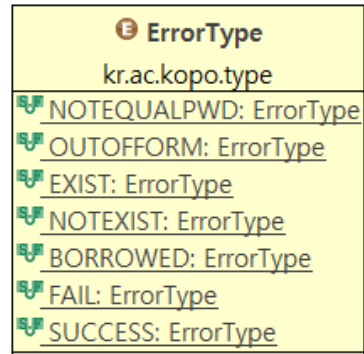 E ErrorType
kr.ac.kopo.type
NOTEQUALPWD: ErrorType
OUTOFFORM: ErrorType
EXIST: ErrorType
NOTEXIST: ErrorType
BORROWED: ErrorType
FAIL: ErrorType
SUCCESS: ErrorType